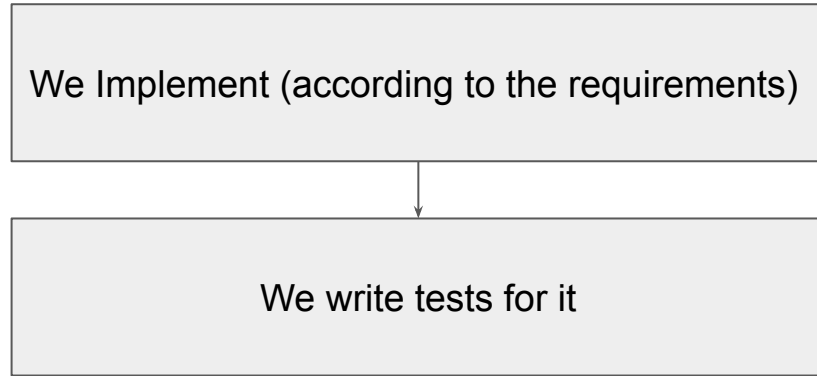 We Implement (according to the requirements)
We write tests for it